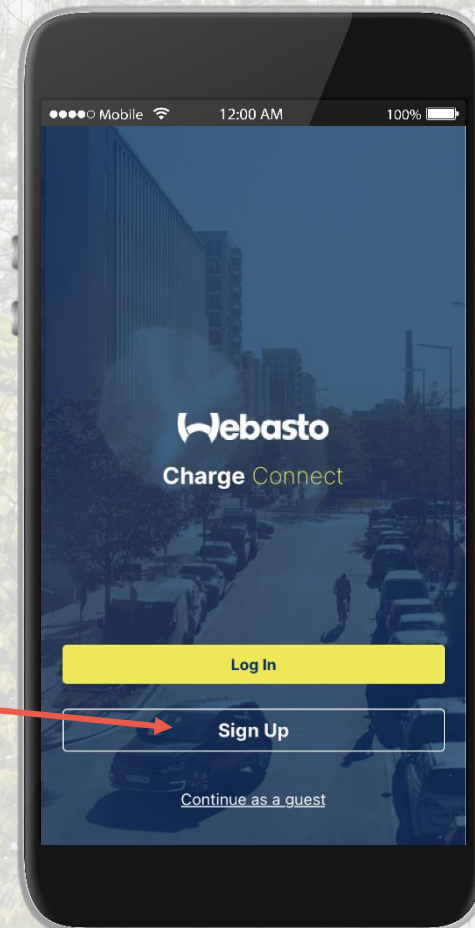 Mobile 12:00 AM 100%
Webasto
Charge Connect
Log In
Sign Up
Continue as a guest